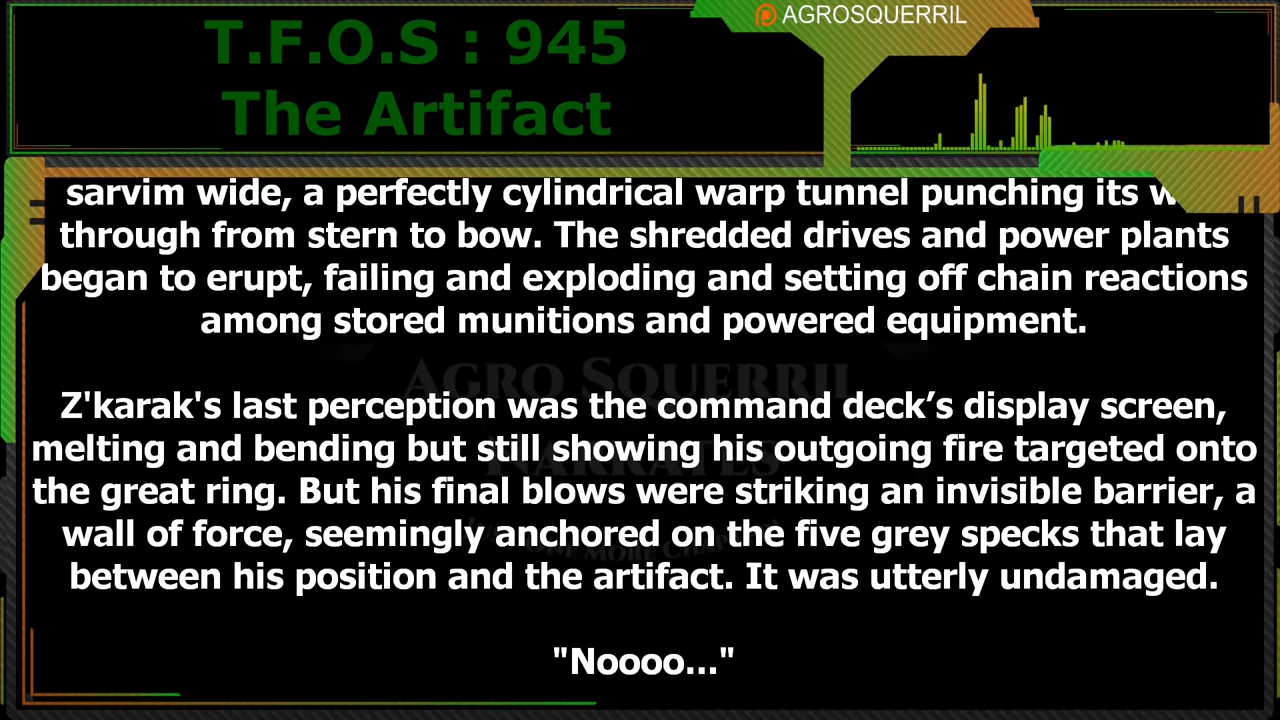 AGROSQUERRIL
T.F.O.S : 945
The Artifact
sarvim wide, a perfectly cylindrical warp tunnel punching its
through from stern to bow. The shredded drives and power plants
began to erupt, failing and exploding and setting off chain reactions
among stored munitions and powered equipment.
Z'karak's last perception was the command deck’s display screen,
melting and bending but still showing his outgoing fire targeted onto
the great ring. But his final blows were striking an invisible barrier, a
wall of force, seemingly anchored on the five grey specks that lay
between his position and the artifact. It was utterly undamaged.
"Noooo..."
Agro Squerril
Narrates